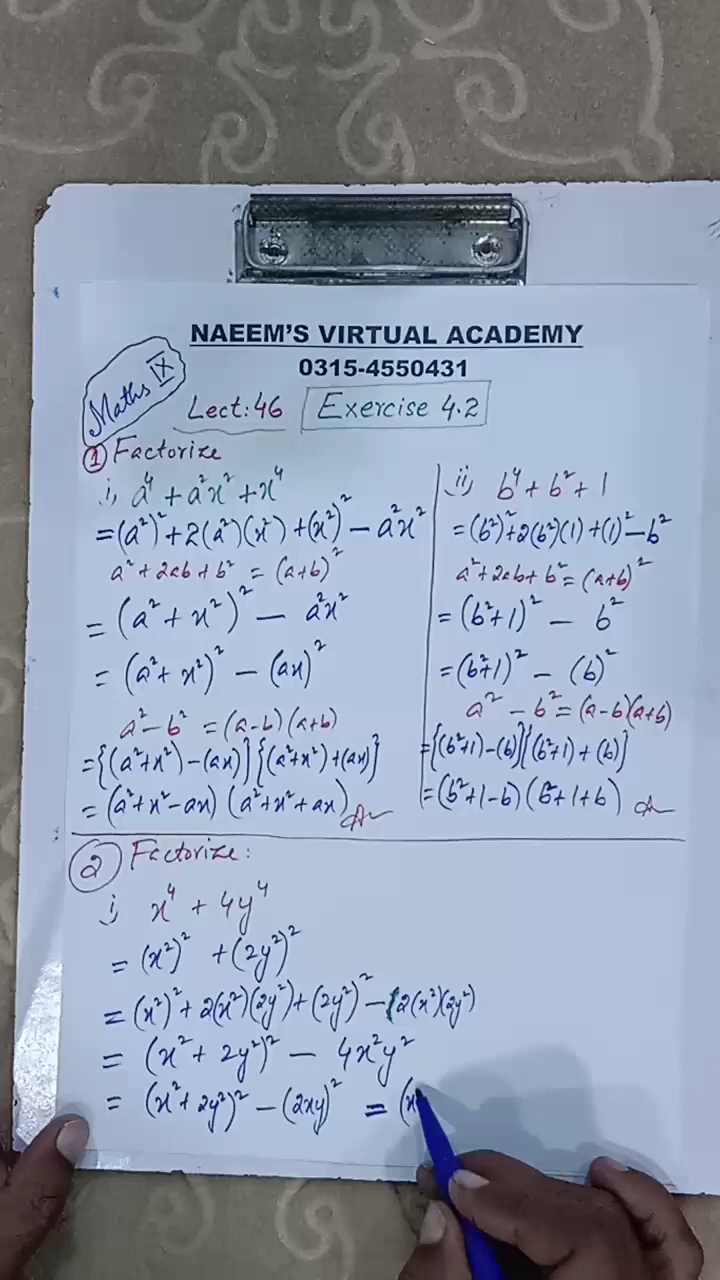 NAEEM'S VIRTUAL ACADEMY
0315-4550431
Maths IX
Lect:46 Exercise 4.2
① Factorize
i, a⁴ + a²x² + x⁴
= (a²)² + 2(a²)(x²) + (x²)² − a²x²
a² + 2ab + b² = (a+b)²
= (a² + x²)² − a²x²
= (a² + x²)² − (ax)²
a² − b² = (a−b)(a+b)
= {(a²+x²) − (ax)} {(a²+x²) + (ax)}
= (a²+x²−ax) (a²+x²+ax)
ii, b⁴ + b² + 1
= (b²)² + 2(b²)(1) + (1)² − b²
a² + 2ab + b² = (a+b)²
= (b²+1)² − b²
= (b²+1)² − (b)²
a² − b² = (a−b)(a+b)
= {(b²+1) − (b)} {(b²+1) + (b)}
= (b²+1−b) (b²+1+b)
② Factorize:
i, x⁴ + 4y⁴
= (x²)² + (2y²)²
= (x²)² + 2(x²)(2y²) + (2y²)² − 2(x²)(2y²)
= (x² + 2y²)² − 4x²y²
= (x² + 2y²)² − (2xy)² = (x